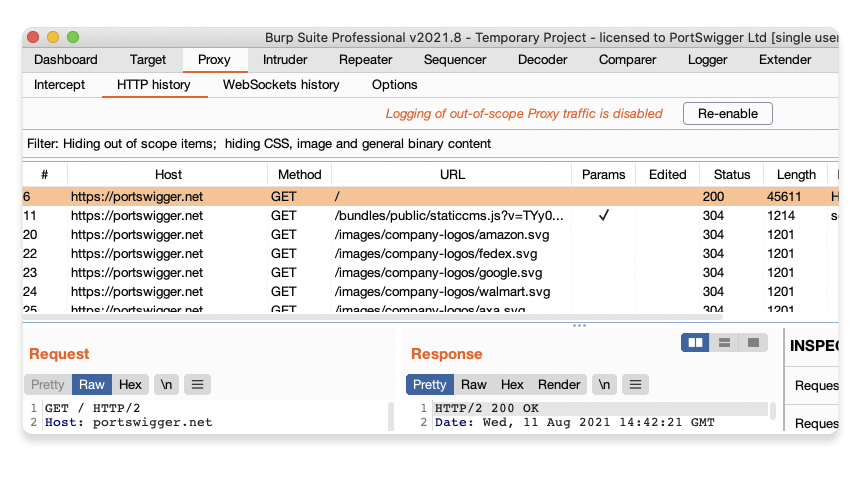 Burp Suite Professional v2021.8 - Temporary Project - licensed to PortSwigger Ltd [single user
Dashboard Target Proxy Intruder Repeater Sequencer Decoder Comparer Logger Extender
Intercept HTTP history WebSockets history Options
Logging of out-of-scope Proxy traffic is disabled Re-enable
Filter: Hiding out of scope items; hiding CSS, image and general binary content
# Host Method URL Params Edited Status Length
6 https://portswigger.net GET / 200 45611 H
11 https://portswigger.net GET /bundles/public/staticcms.js?v=TYy0... ✓ 304 1214 s
20 https://portswigger.net GET /images/company-logos/amazon.svg 304 1201
22 https://portswigger.net GET /images/company-logos/fedex.svg 304 1201
23 https://portswigger.net GET /images/company-logos/google.svg 304 1201
24 https://portswigger.net GET /images/company-logos/walmart.svg 304 1201
25 https://portswigger.net GET /images/company-logos/axa.svg 304 1201
Request Response INSPEC
Pretty Raw Hex \n Pretty Raw Hex Render \n Reques
1 GET / HTTP/2 1 HTTP/2 200 OK
2 Host: portswigger.net 2 Date: Wed, 11 Aug 2021 14:42:21 GMT Reques